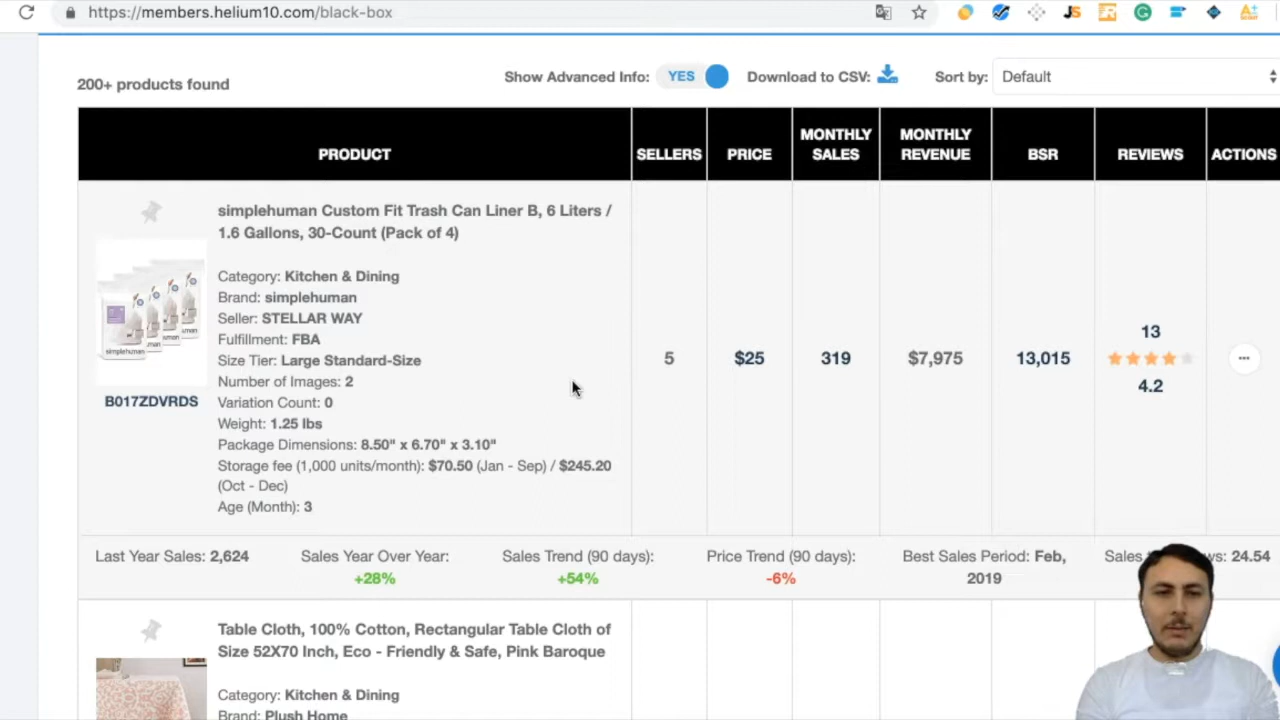 https://members.helium10.com/black-box
200+ products found
Show Advanced Info: YES
Download to CSV:
Sort by: Default
PRODUCT
SELLERS
PRICE
MONTHLY SALES
MONTHLY REVENUE
BSR
REVIEWS
ACTIONS
simplehuman Custom Fit Trash Can Liner B, 6 Liters /
1.6 Gallons, 30-Count (Pack of 4)
Category: Kitchen & Dining
Brand: simplehuman
Seller: STELLAR WAY
Fulfillment: FBA
Size Tier: Large Standard-Size
Number of Images: 2
Variation Count: 0
Weight: 1.25 lbs
Package Dimensions: 8.50" x 6.70" x 3.10"
Storage fee (1,000 units/month): $70.50 (Jan - Sep) / $245.20
(Oct - Dec)
Age (Month): 3
simplehuman
B017ZDVRDS
5
$25
319
$7,975
13,015
13
4.2
Last Year Sales: 2,624
Sales Year Over Year:
+28%
Sales Trend (90 days):
+54%
Price Trend (90 days):
-6%
Best Sales Period: Feb,
2019
Sales 24.54
Table Cloth, 100% Cotton, Rectangular Table Cloth of
Size 52X70 Inch, Eco - Friendly & Safe, Pink Baroque
Category: Kitchen & Dining
Brand: Plush Home